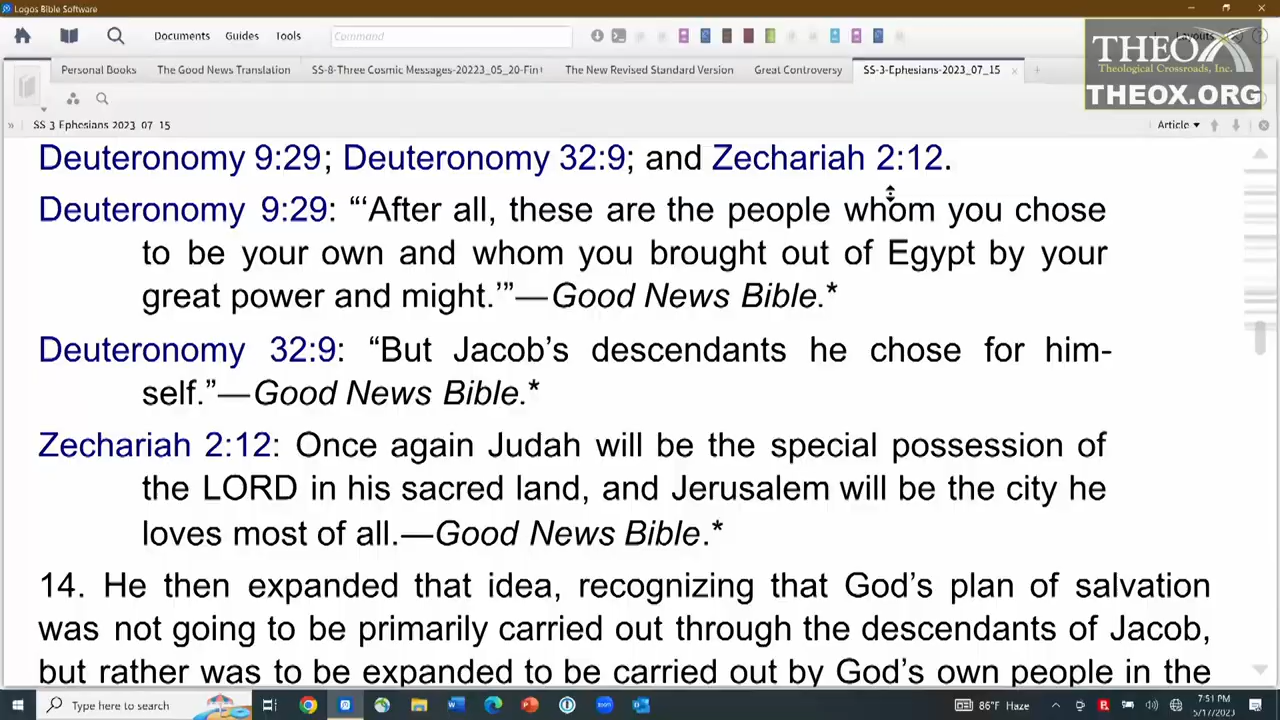 Logos Bible Software
Documents Guides Tools Command Layouts
THEOX
Theological Crossroads, Inc.
THEOX.ORG
Personal Books The Good News Translation SS-8-Three Cosmic Messages-2023_05_20-Fin+ The New Revised Standard Version Great Controversy SS-3-Ephesians-2023_07_15
» SS 3 Ephesians 2023 07 15 Article
Deuteronomy 9:29; Deuteronomy 32:9; and Zechariah 2:12.
Deuteronomy 9:29: “‘After all, these are the people whom you chose
to be your own and whom you brought out of Egypt by your
great power and might.’”—Good News Bible.*
Deuteronomy 32:9: “But Jacob’s descendants he chose for him-
self.”—Good News Bible.*
Zechariah 2:12: Once again Judah will be the special possession of
the LORD in his sacred land, and Jerusalem will be the city he
loves most of all.—Good News Bible.*
14. He then expanded that idea, recognizing that God’s plan of salvation
was not going to be primarily carried out through the descendants of Jacob,
but rather was to be expanded to be carried out by God’s own people in the
Type here to search 86°F Haze 7:51 PM
5/17/2023